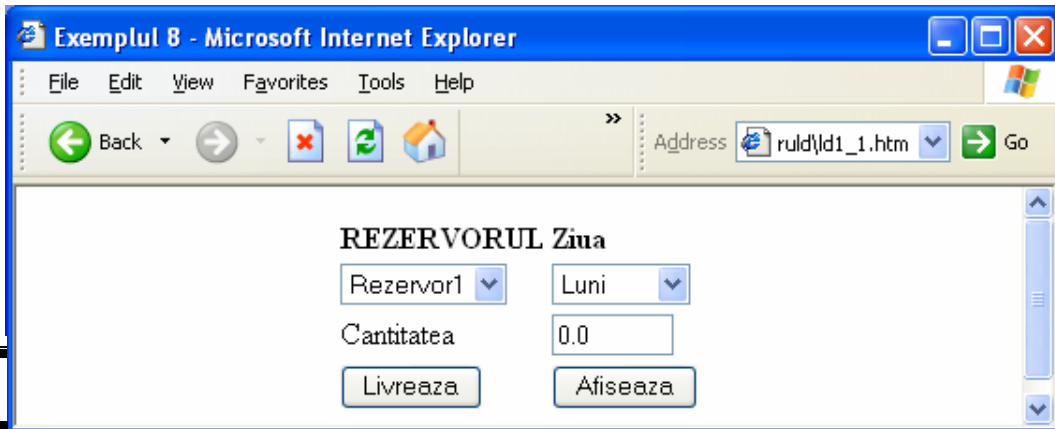 Exemplul 8 - Microsoft Internet Explorer
File Edit View Favorites Tools Help
Back » Address ruld\ld1_1.htm Go
REZERVORUL Ziua
Rezervor1 Luni
Cantitatea 0.0
Livreaza Afiseaza